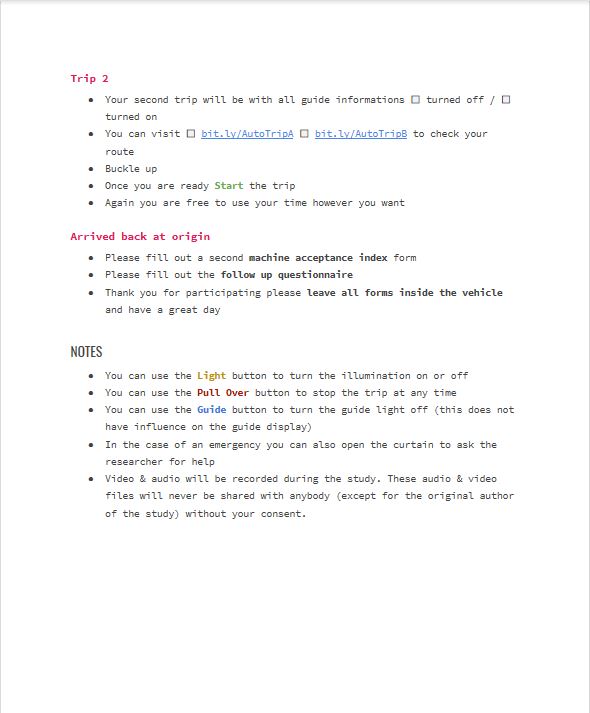 Trip 2
● Your second trip will be with all guide informations ☐ turned off / ☐
turned on
● You can visit ☐ bit.ly/AutoTripA ☐ bit.ly/AutoTripB to check your
route
● Buckle up
● Once you are ready Start the trip
● Again you are free to use your time however you want
Arrived back at origin
● Please fill out a second machine acceptance index form
● Please fill out the follow up questionnaire
● Thank you for participating please leave all forms inside the vehicle
and have a great day
NOTES
● You can use the Light button to turn the illumination on or off
● You can use the Pull Over button to stop the trip at any time
● You can use the Guide button to turn the guide light off (this does not
have influence on the guide display)
● In the case of an emergency you can also open the curtain to ask the
researcher for help
● Video & audio will be recorded during the study. These audio & video
files will never be shared with anybody (except for the original author
of the study) without your consent.